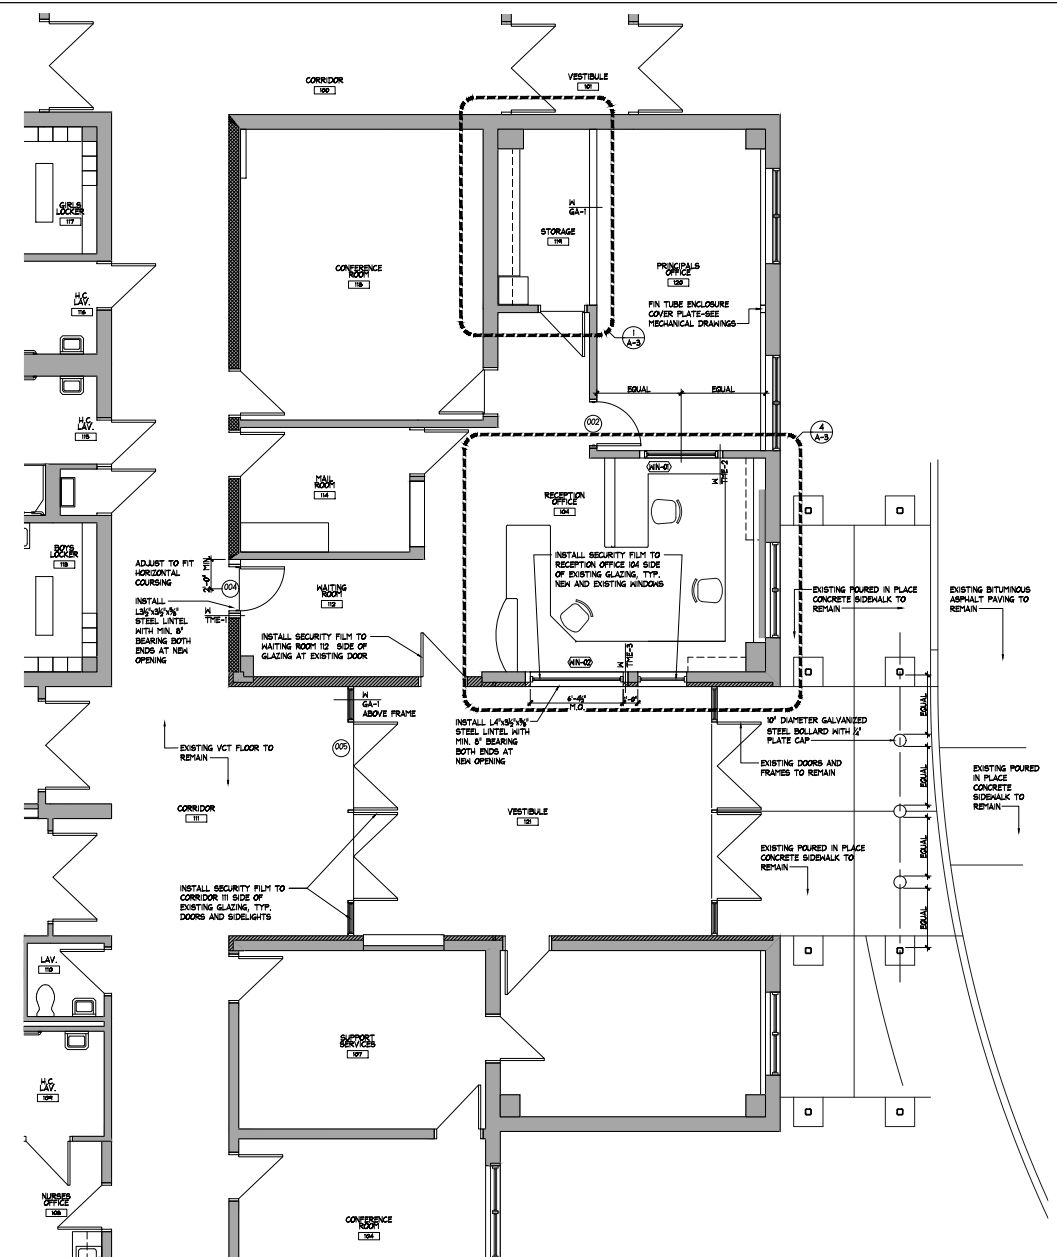 CORRIDOR
100
VESTIBULE
101
GIRLS
LOCKER
117
W
GA-1
STORAGE
119
CONFERENCE
ROOM
118
PRINCIPALS
OFFICE
120
H.C.
LAV.
116
FIN TUBE ENCLOSURE
COVER PLATE-SEE
MECHANICAL DRAWINGS
1
A-3
EQUAL
EQUAL
H.C.
LAV.
115
002
4
A-3
WIN-01
W
TME-2
MAIL
ROOM
114
RECEPTION
OFFICE
104
BOYS
LOCKER
113
ADJUST TO FIT
HORIZONTAL
COURSING
2'-0" MIN.
004
INSTALL SECURITY FILM TO
RECEPTION OFFICE 104 SIDE
OF EXISTING GLAZING, TYP.
NEW AND EXISTING WINDOWS
WAITING
ROOM
112
EXISTING POURED IN PLACE
CONCRETE SIDEWALK TO
REMAIN
EXISTING BITUMINOUS
ASPHALT PAVING TO
REMAIN
INSTALL
STEEL LINTEL
WITH MIN. 8"
BEARING BOTH
ENDS AT NEW
OPENING
W
TME-1
INSTALL SECURITY FILM TO
WAITING ROOM 112 SIDE OF
GLAZING AT EXISTING DOOR
WIN-02
W
TME-3
W
GA-1
ABOVE FRAME
M.O.
INSTALL
STEEL LINTEL WITH
MIN. 8" BEARING
BOTH ENDS AT
NEW OPENING
10" DIAMETER GALVANIZED
STEEL BOLLARD WITH ¼"
PLATE CAP
EQUAL
EXISTING VCT FLOOR TO
REMAIN
005
EQUAL
EXISTING DOORS AND
FRAMES TO REMAIN
EXISTING POURED
IN PLACE
CONCRETE
SIDEWALK TO
REMAIN
CORRIDOR
111
VESTIBULE
121
EXISTING POURED IN PLACE
CONCRETE SIDEWALK TO
REMAIN
EQUAL
INSTALL SECURITY FILM TO
CORRIDOR 111 SIDE OF
EXISTING GLAZING, TYP.
DOORS AND SIDELIGHTS
EQUAL
LAV.
110
SUPPORT
SERVICES
107
H.C.
LAV.
109
NURSES
OFFICE
108
CONFERENCE
ROOM